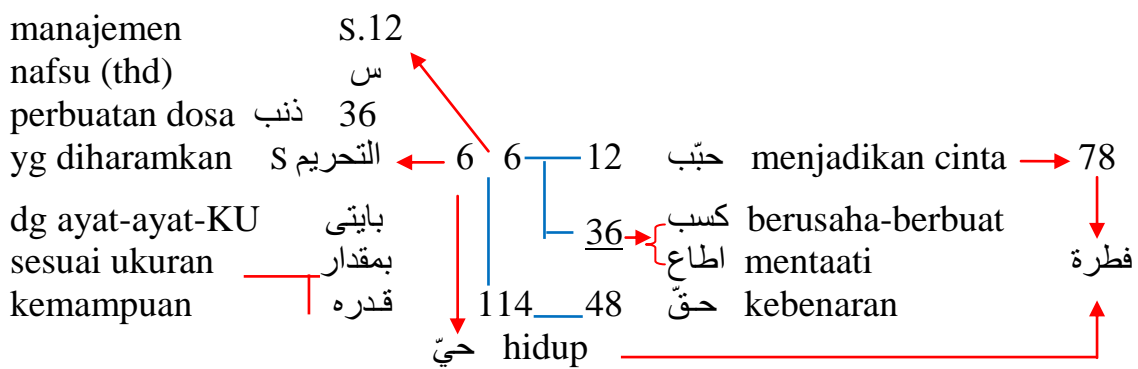 manajemen S.12
nafsu (thd) س
perbuatan dosa ذنب 36
yg diharamkan S التحريم 6 6 12 حبّب menjadikan cinta 78
dg ayat-ayat-KU بايتى 36 كسب berusaha-berbuat
sesuai ukuran بمقدار اطاع mentaati فطرة
kemampuan قدره 114 48 حقّ kebenaran
حيّ hidup